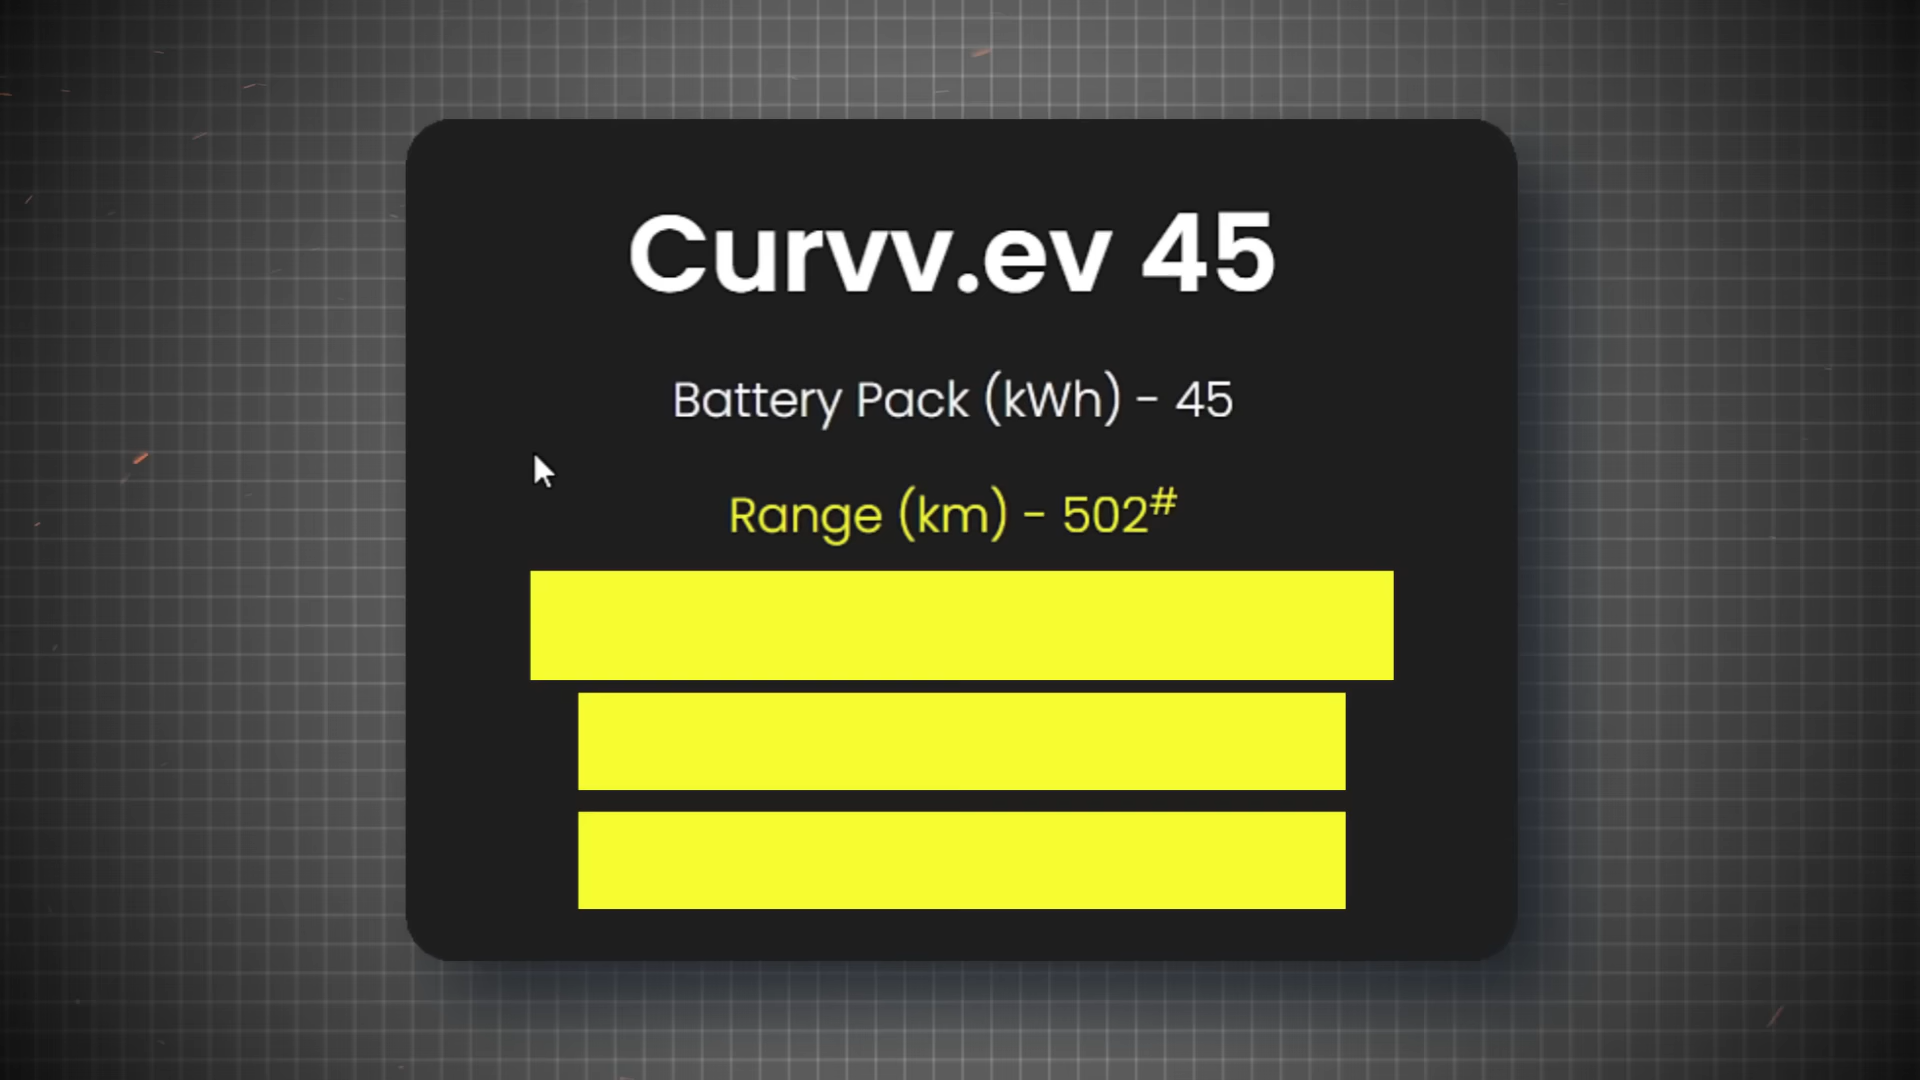 Curvv.ev 45
Battery Pack (kWh) - 45
Range (km) - 502#